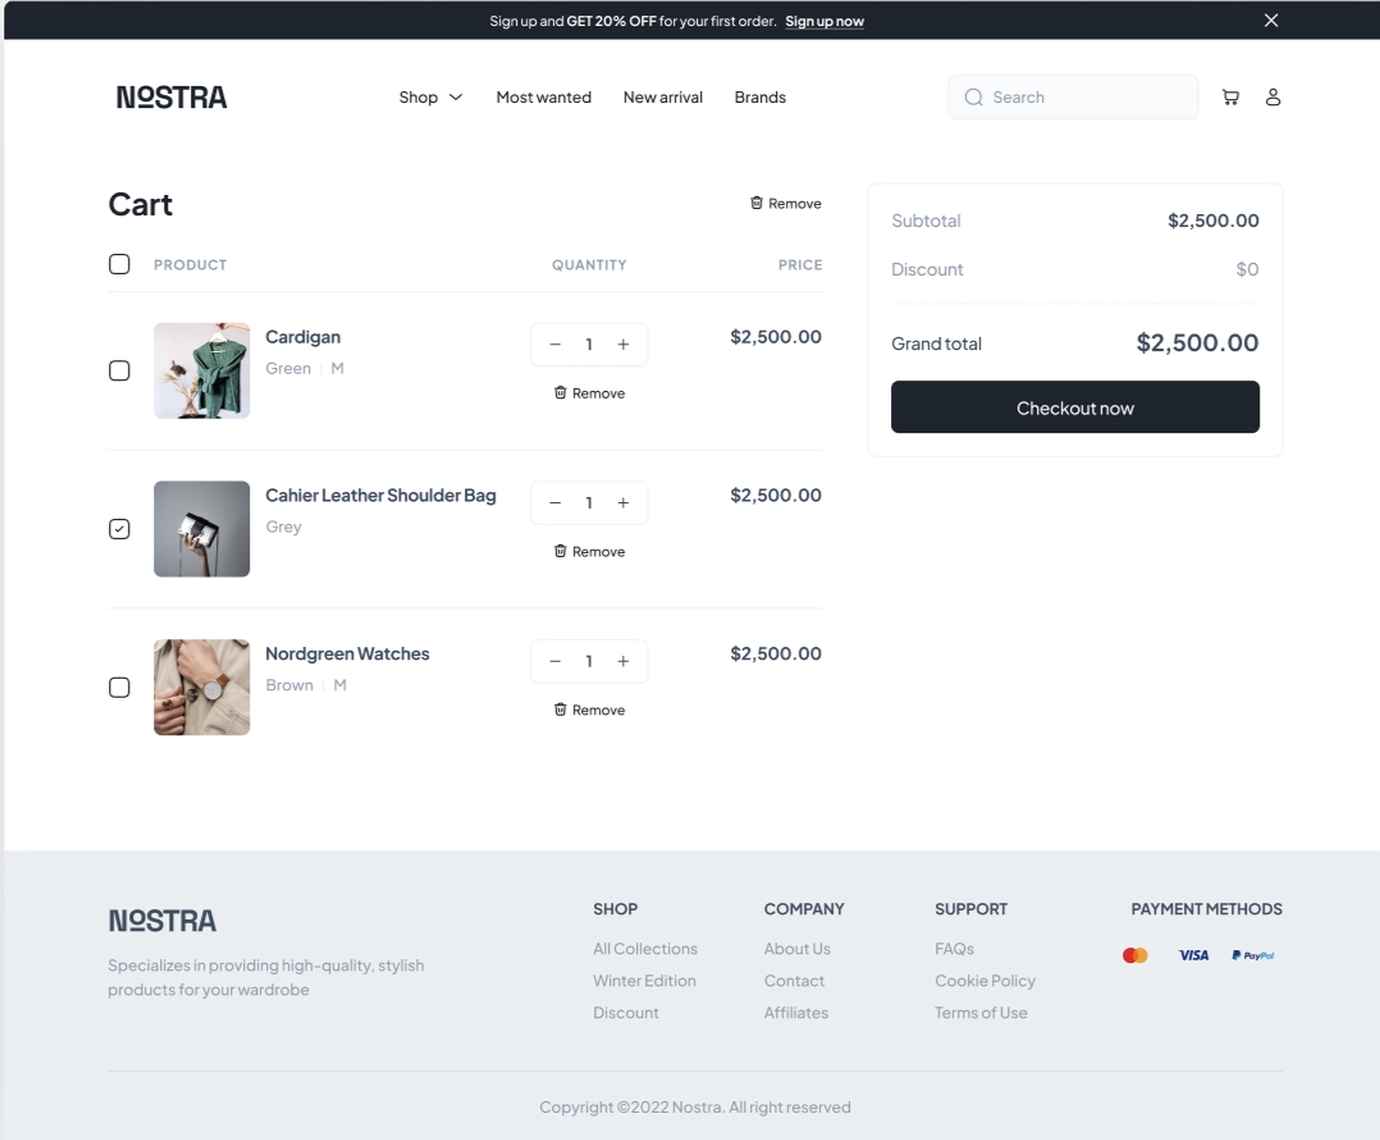 Sign up and GET 20% OFF for your first order. Sign up now
NOSTRA
Shop
Most wanted
New arrival
Brands
Search
Cart
Remove
PRODUCT
QUANTITY
PRICE
Cardigan
Green | M
1
Remove
$2,500.00
Cahier Leather Shoulder Bag
Grey
1
Remove
$2,500.00
Nordgreen Watches
Brown | M
1
Remove
$2,500.00
Subtotal $2,500.00
Discount $0
Grand total $2,500.00
Checkout now
NOSTRA
Specializes in providing high-quality, stylish
products for your wardrobe
SHOP
All Collections
Winter Edition
Discount
COMPANY
About Us
Contact
Affiliates
SUPPORT
FAQs
Cookie Policy
Terms of Use
PAYMENT METHODS
VISA
PayPal
Copyright ©2022 Nostra. All right reserved